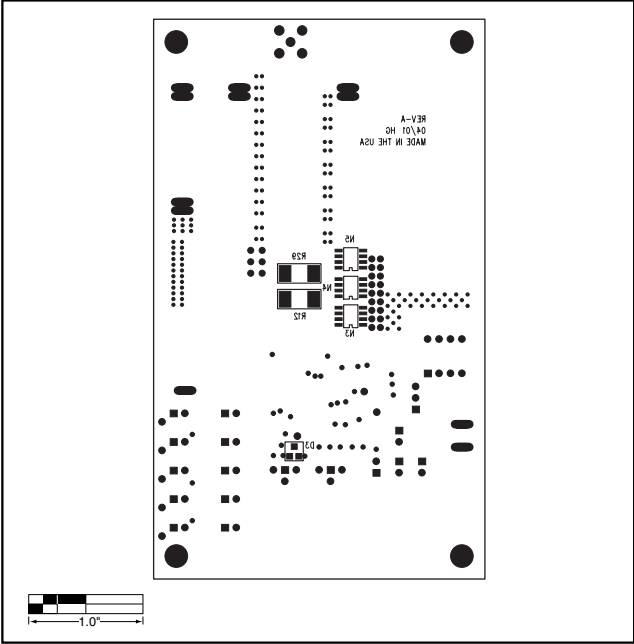 REV-A
04/01 HG
MADE IN THE USA
N5
R29
N4
R12
N3
D3
1.0"